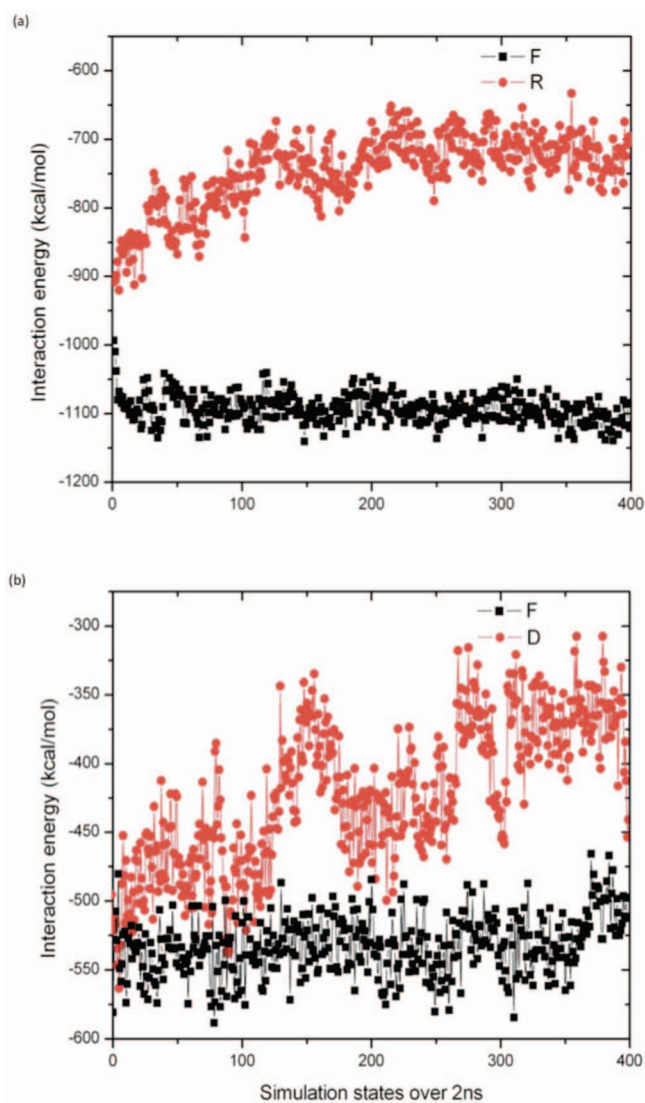 (a)
F
R
-600
-700
-800
-900
-1000
-1100
-1200
Interaction energy (kcal/mol)
0 100 200 300 400
(b)
F
D
-300
-350
-400
-450
-500
-550
-600
Interaction energy (kcal/mol)
0 100 200 300 400
Simulation states over 2ns